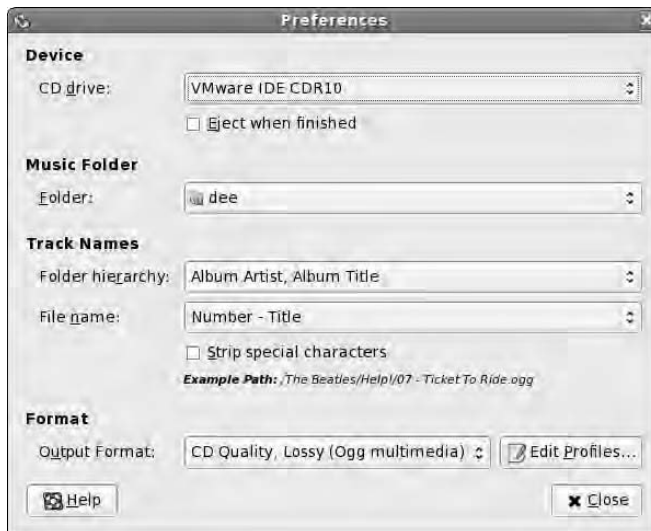 Preferences
Device
CD drive: VMware IDE CDR10
Eject when finished
Music Folder
Folder: dee
Track Names
Folder hierarchy: Album Artist, Album Title
File name: Number - Title
Strip special characters
Example Path: /The Beatles/Help!/07 - Ticket To Ride.ogg
Format
Output Format: CD Quality, Lossy (Ogg multimedia) Edit Profiles...
Help Close